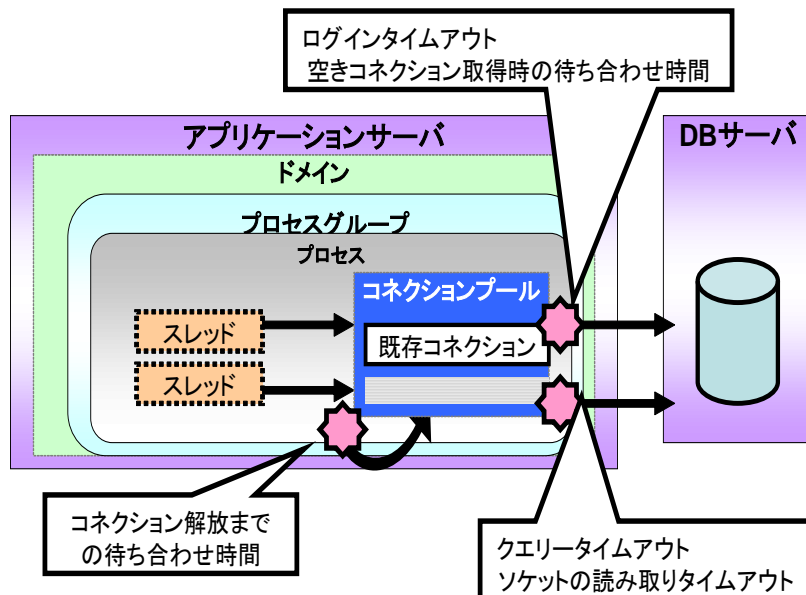 ログインタイムアウト
空きコネクション取得時の待ち合わせ時間
アプリケーションサーバ
DBサーバ
ドメイン
プロセスグループ
プロセス
コネクションプール
スレッド
既存コネクション
スレッド
コネクション解放まで
の待ち合わせ時間
クエリータイムアウト
ソケットの読み取りタイムアウト